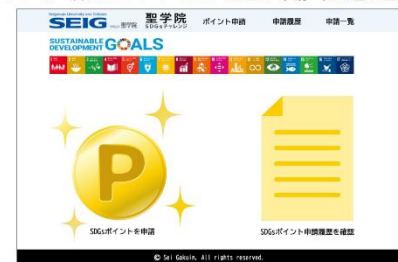 SEIG 聖学院 聖学院 ポイント申請 申請履歴 申請一覧
SDGsチャレンジ
SUSTAINABLE
DEVELOPMENT GOALS
P
SDGsポイントを申請 SDGsポイント申請履歴を確認
© Sei Gakuin, All rights reserved.